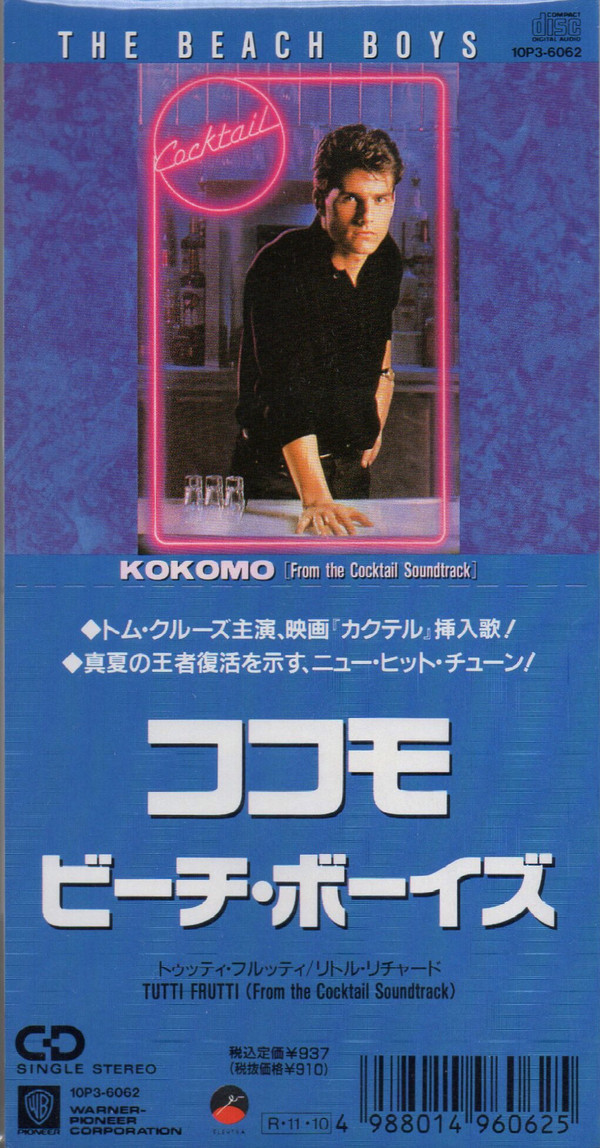 THE BEACH BOYS
COMPACT
disc
DIGITAL AUDIO
10P3-6062
Cocktail
KOKOMO [From the Cocktail Soundtrack]
◆トム・クルーズ主演、映画『カクテル』挿入歌!
◆真夏の王者復活を示す、ニュー・ヒット・チューン!
ココモ
ビーチ・ボーイズ
トゥッティ・フルッティ/リトル・リチャード
TUTTI FRUTTI (From the Cocktail Soundtrack)
CD
SINGLE STEREO
税込定価¥937
(税抜価格¥910)
WB
PIONEER
10P3-6062
WARNER-
PIONEER
CORPORATION
ELEKTRA
R・11・10
4 988014 960625